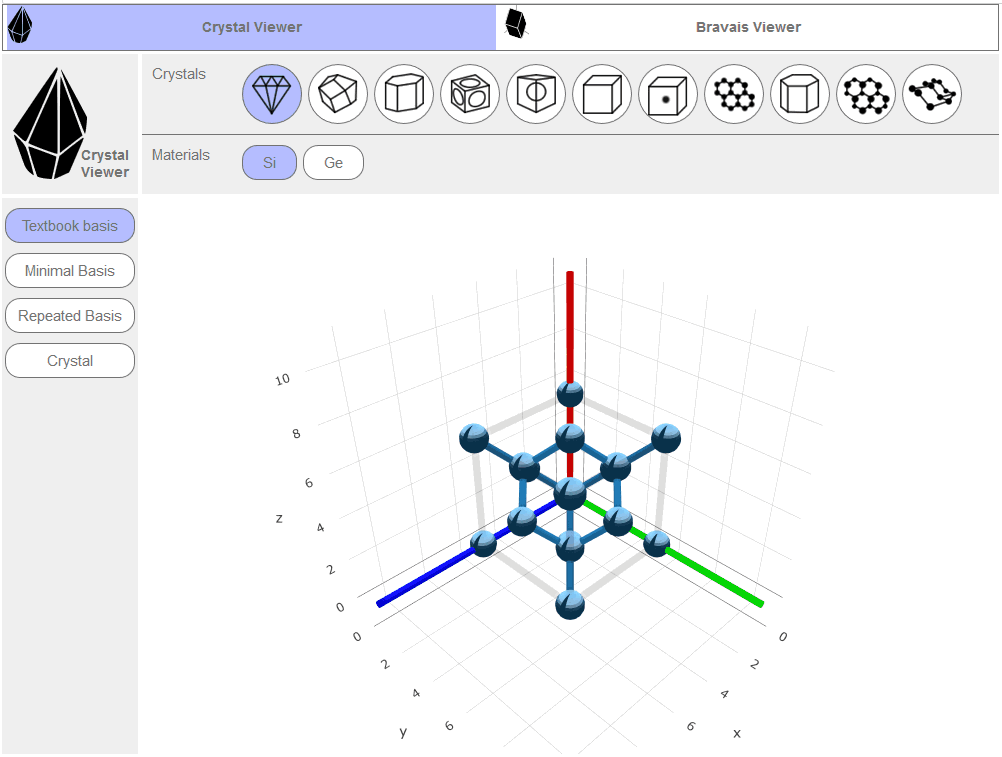 Crystal Viewer
Bravais Viewer
Crystal
Viewer
Crystals
Materials
Si
Ge
Textbook basis
Minimal Basis
Repeated Basis
Crystal
10
8
6
4
2
0
z
0
2
4
6
y
0
2
4
6
x